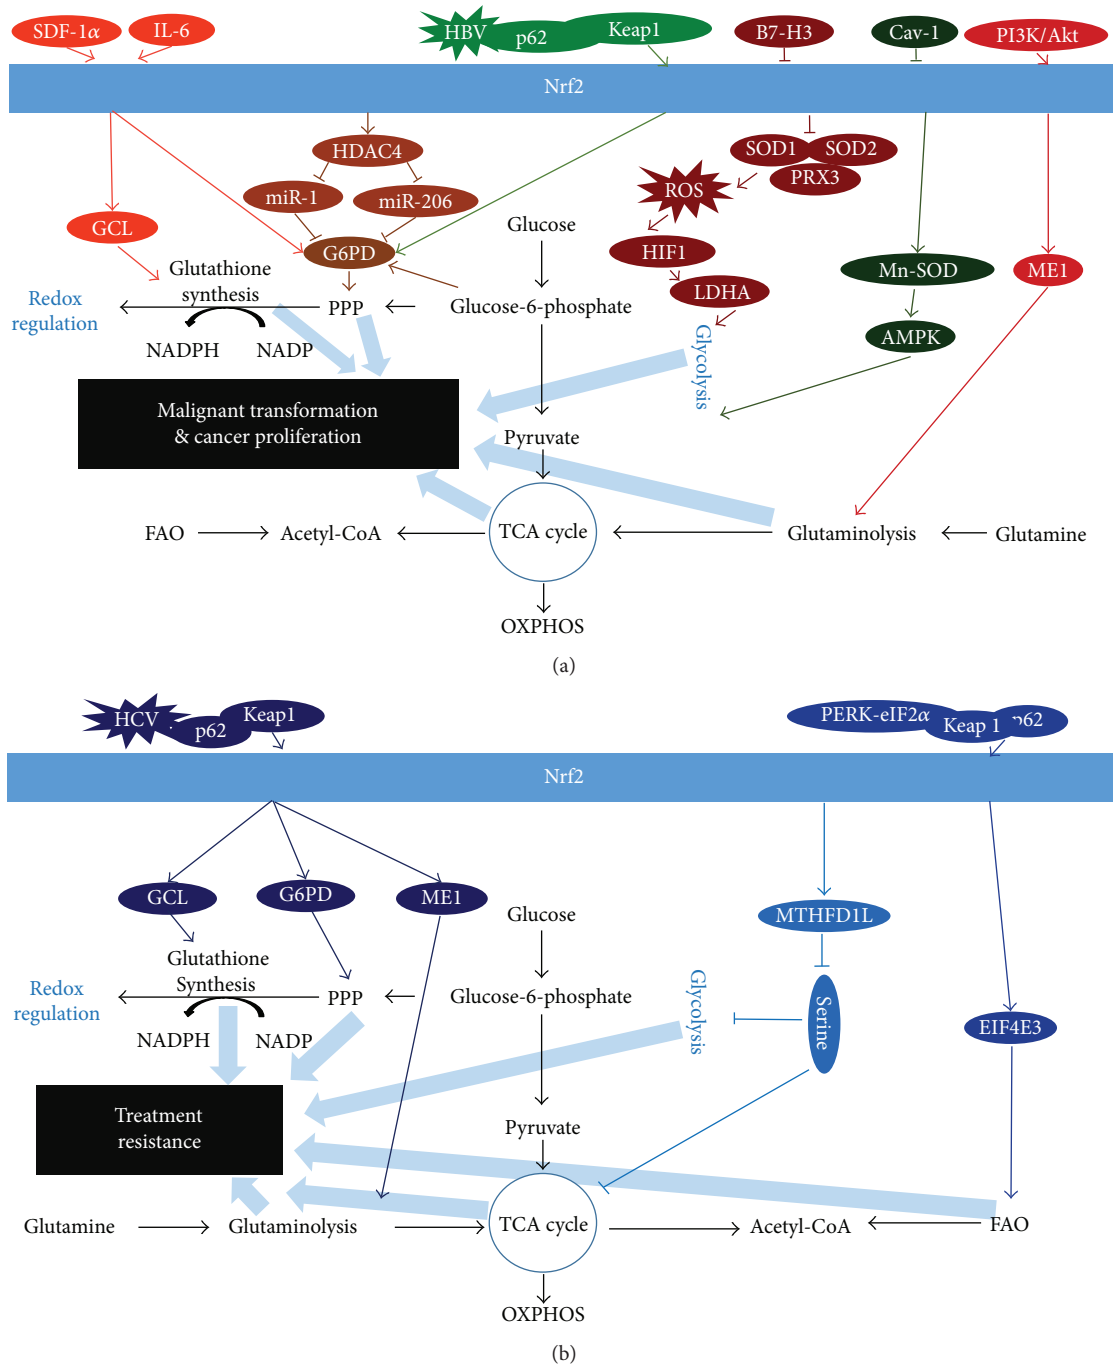 SDF-1α
IL-6
HBV
p62
Keap1
B7-H3
Cav-1
PI3K/Akt
Nrf2
HDAC4
SOD1
SOD2
PRX3
ROS
miR-1
miR-206
GCL
G6PD
Glucose
HIF1
Mn-SOD
ME1
Glutathione
synthesis
LDHA
Redox
regulation
PPP
Glucose-6-phosphate
NADPH
NADP
Glycolysis
AMPK
Malignant transformation
& cancer proliferation
Pyruvate
FAO
Acetyl-CoA
TCA cycle
Glutaminolysis
Glutamine
OXPHOS
(a)
HCV
p62
Keap1
PERK-eIF2α
Keap 1
p62
Nrf2
GCL
G6PD
ME1
Glucose
MTHFD1L
Glutathione
Synthesis
Redox
regulation
PPP
Glucose-6-phosphate
Glycolysis
Serine
EIF4E3
NADPH
NADP
Treatment
resistance
Pyruvate
Glutamine
Glutaminolysis
TCA cycle
Acetyl-CoA
FAO
OXPHOS
(b)